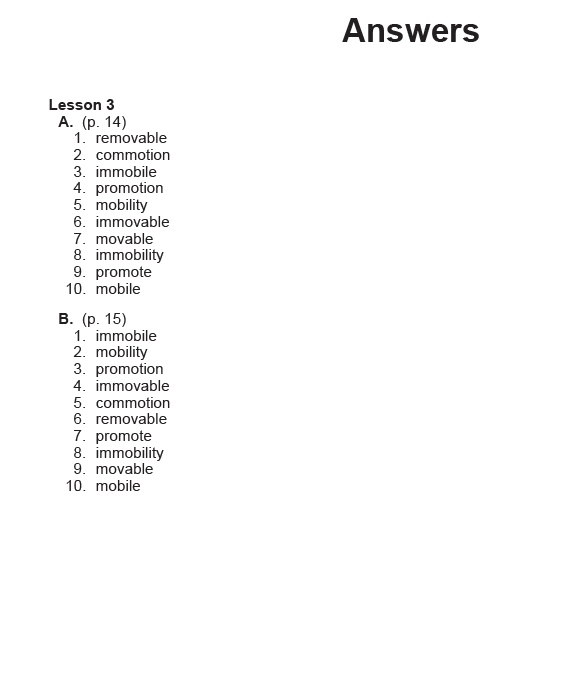 Answers
Lesson 3
A. (p. 14)
1. removable
2. commotion
3. immobile
4. promotion
5. mobility
6. immovable
7. movable
8. immobility
9. promote
10. mobile
B. (p. 15)
1. immobile
2. mobility
3. promotion
4. immovable
5. commotion
6. removable
7. promote
8. immobility
9. movable
10. mobile